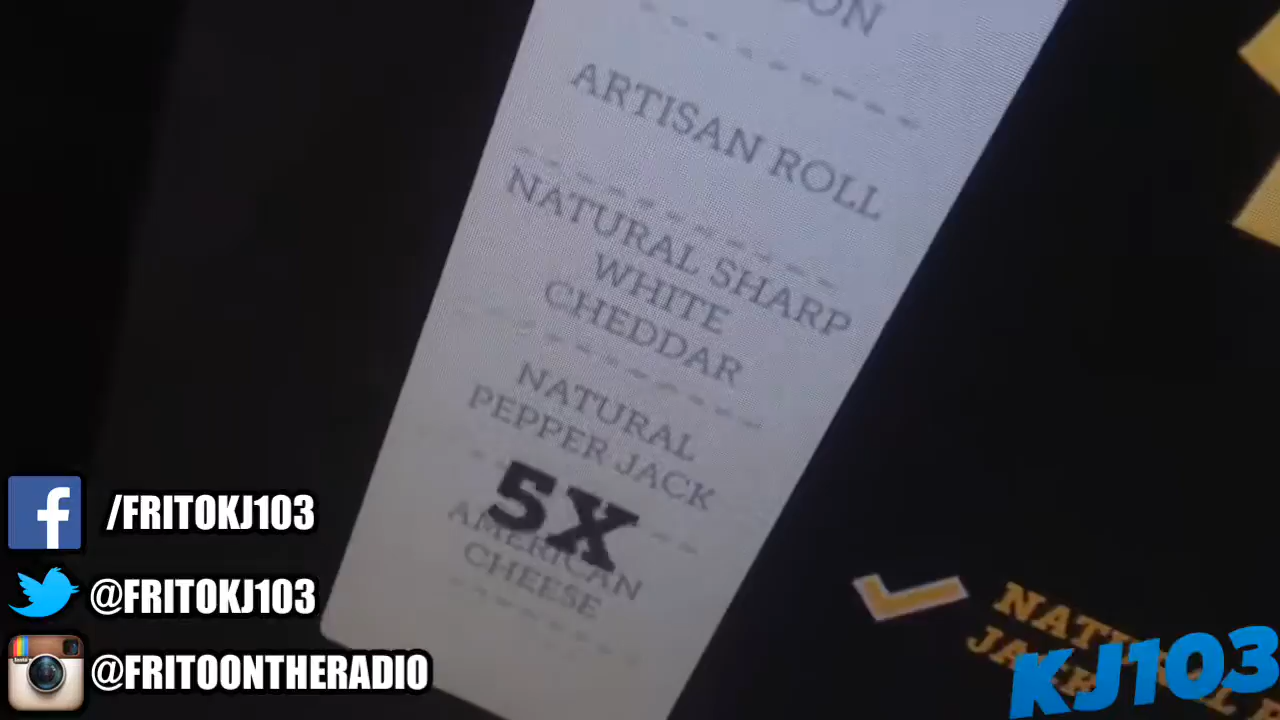 ARTISAN ROLL
NATURAL SHARP
WHITE
CHEDDAR
NATURAL
PEPPER JACK
5X
AMERICAN
CHEESE
/FRITOKJ103
@FRITOKJ103
@FRITOONTHERADIO
KJ103